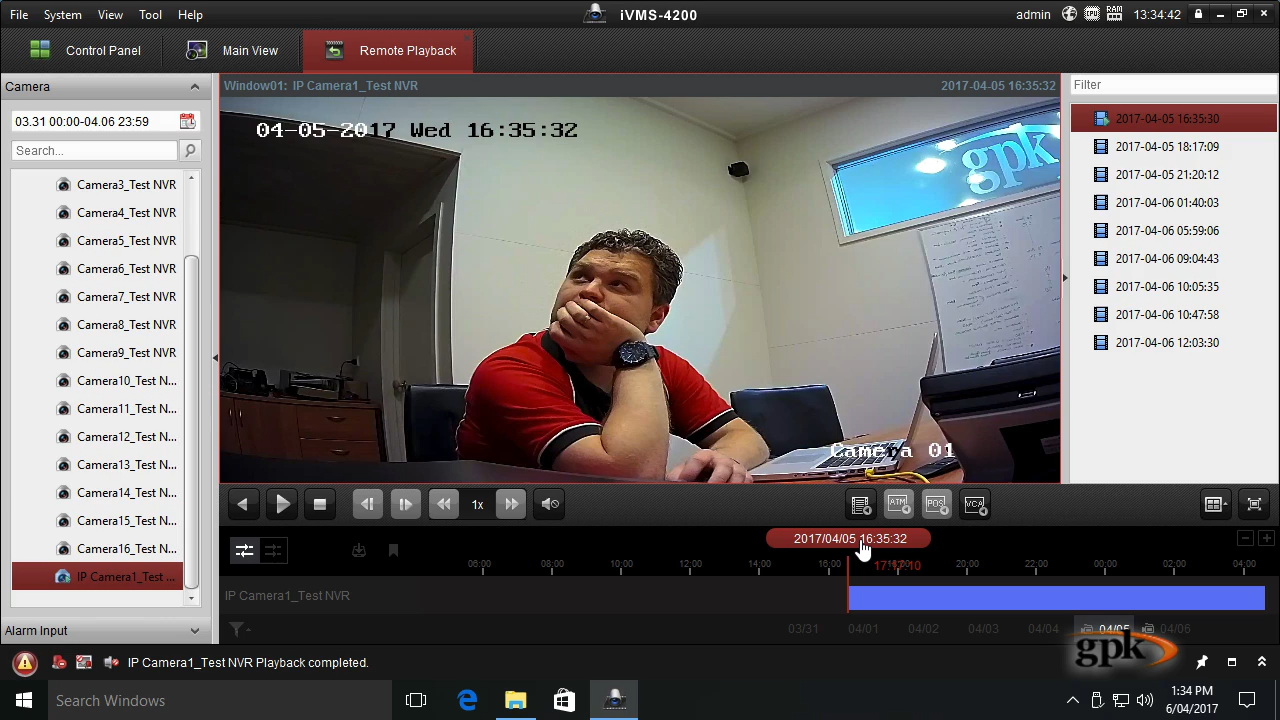 File System View Tool Help
iVMS-4200
admin RAM 13:34:42
Control Panel Main View Remote Playback
Camera
03.31 00:00-04.06 23:59
Search...
Camera3_Test NVR
Camera4_Test NVR
Camera5_Test NVR
Camera6_Test NVR
Camera7_Test NVR
Camera8_Test NVR
Camera9_Test NVR
Camera10_Test N...
Camera11_Test N...
Camera12_Test N...
Camera13_Test N...
Camera14_Test N...
Camera15_Test N...
Camera16_Test N...
IP Camera1_Test ...
Alarm Input
Window01: IP Camera1_Test NVR 2017-04-05 16:35:32
04-05-2017 Wed 16:35:32
gpk
Camera 01
Filter
2017-04-05 16:35:30
2017-04-05 18:17:09
2017-04-05 21:20:12
2017-04-06 01:40:03
2017-04-06 05:59:06
2017-04-06 09:04:43
2017-04-06 10:05:35
2017-04-06 10:47:58
2017-04-06 12:03:30
1x ATM POS VCA
2017/04/05 16:35:32
06:00 08:00 10:00 12:00 14:00 16:00 17:17:10 20:00 22:00 00:00 02:00 04:00
IP Camera1_Test NVR
03/31 04/01 04/02 04/03 04/04 04/05 04/06
gpk
IP Camera1_Test NVR Playback completed.
Search Windows
1:34 PM
6/04/2017